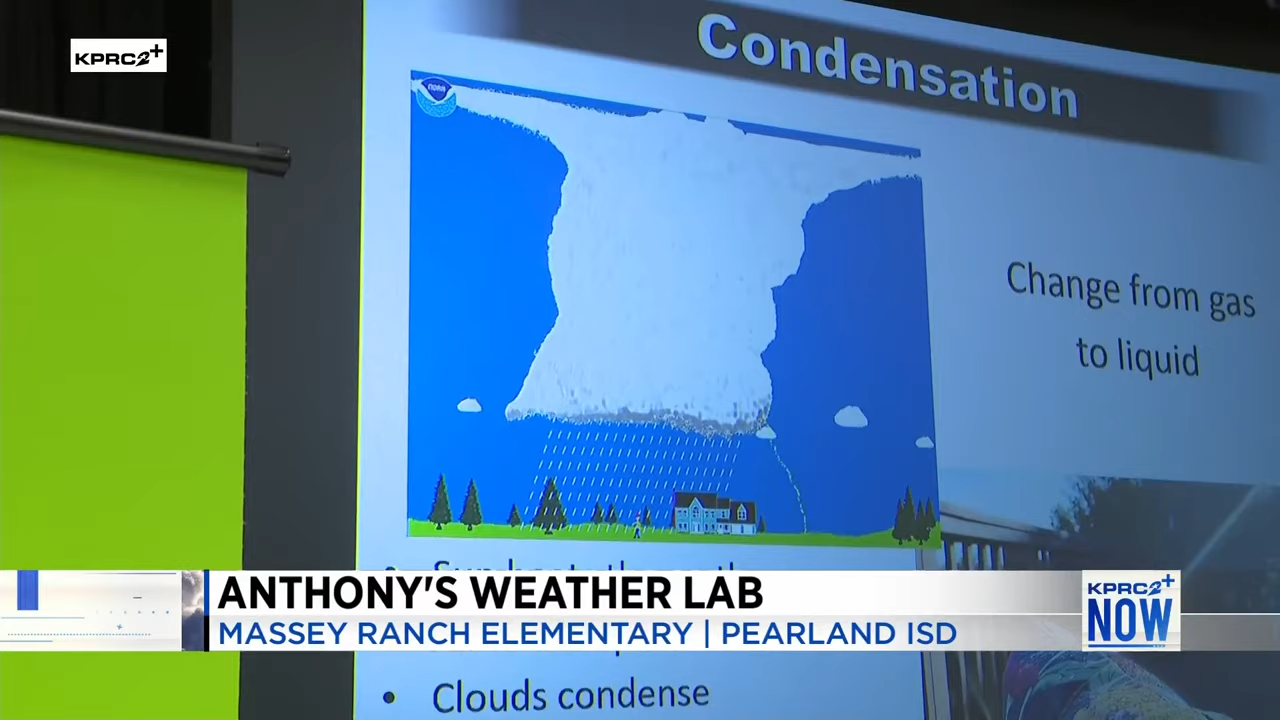 KPRC2+
Condensation
NOAA
Change from gas
to liquid
ANTHONY'S WEATHER LAB
MASSEY RANCH ELEMENTARY | PEARLAND ISD
KPRC2+
NOW
• Clouds condense